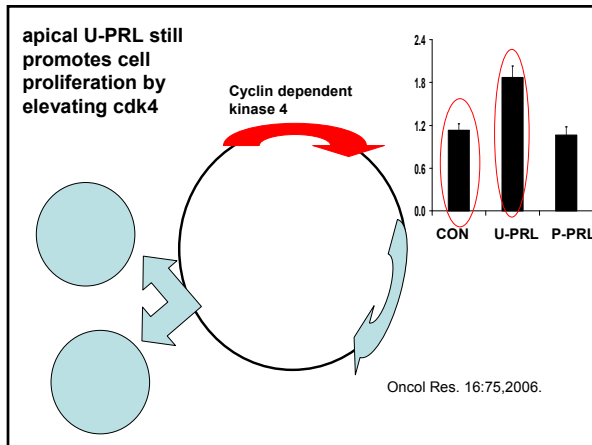 apical U-PRL still
promotes cell
proliferation by
elevating cdk4
Cyclin dependent
kinase 4
2.4
1.8
1.2
0.6
0.0
CON U-PRL P-PRL
Oncol Res. 16:75,2006.